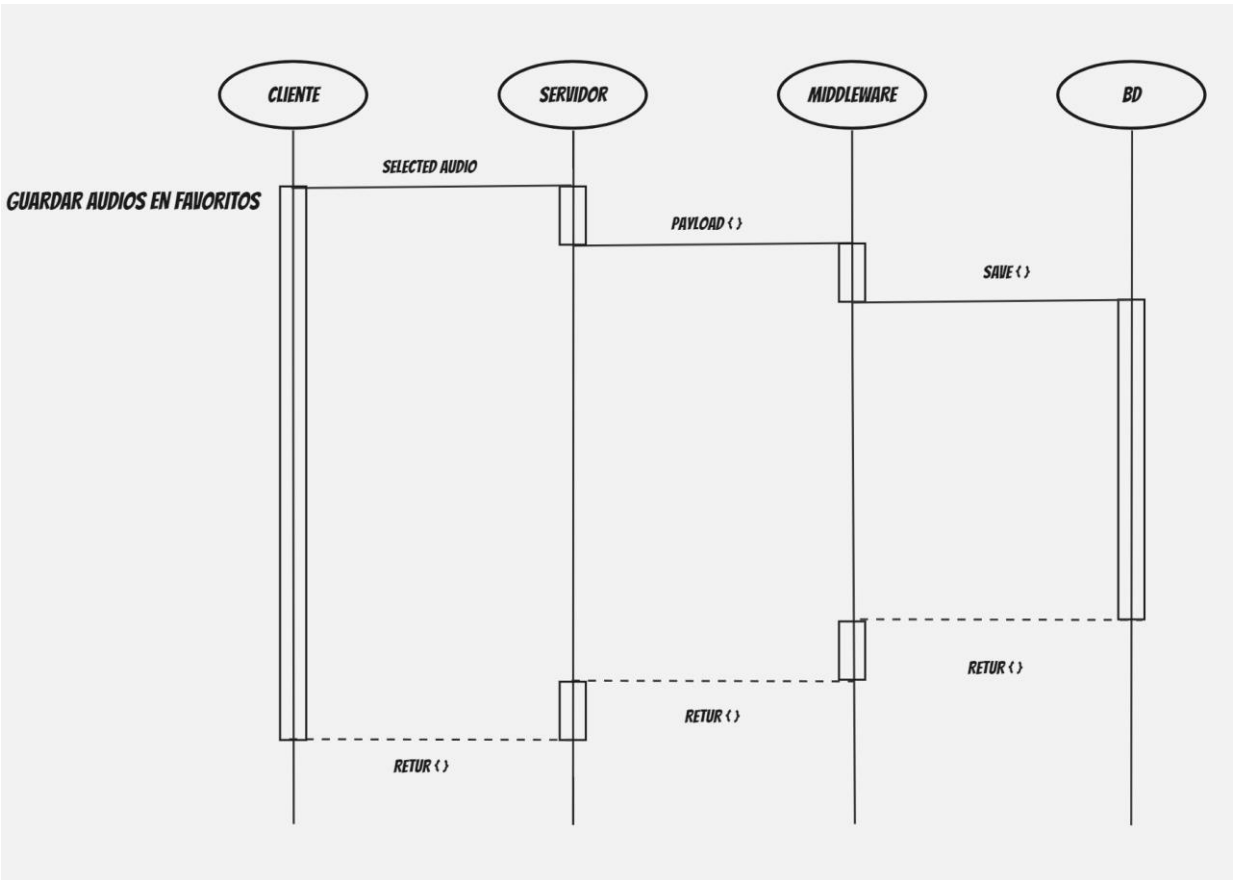 CLIENTE
SERVIDOR
MIDDLEWARE
BD
SELECTED AUDIO
GUARDAR AUDIOS EN FAVORITOS
PAYLOAD { }
SAVE { }
RETUR { }
RETUR { }
RETUR { }